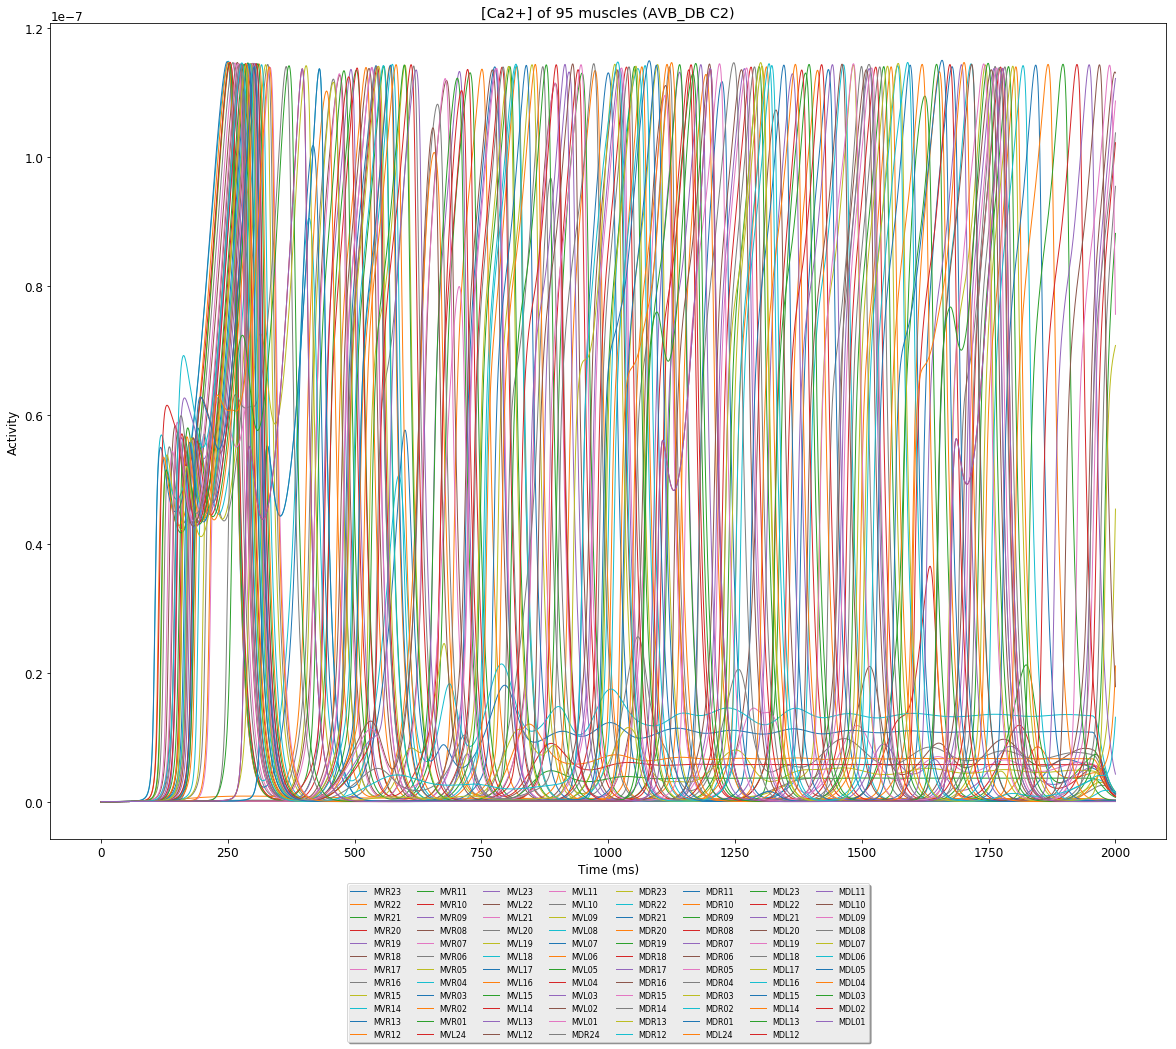 [Ca2+] of 95 muscles (AVB_DB C2)
1e−7
1.2
1.0
0.8
0.6
0.4
0.2
0.0
Activity
0 250 500 750 1000 1250 1500 1750 2000
Time (ms)
MVR23 MVR11 MVL23 MVL11 MDR23 MDR11 MDL23 MDL11
MVR22 MVR10 MVL22 MVL10 MDR22 MDR10 MDL22 MDL10
MVR21 MVR09 MVL21 MVL09 MDR21 MDR09 MDL21 MDL09
MVR20 MVR08 MVL20 MVL08 MDR20 MDR08 MDL20 MDL08
MVR19 MVR07 MVL19 MVL07 MDR19 MDR07 MDL19 MDL07
MVR18 MVR06 MVL18 MVL06 MDR18 MDR06 MDL18 MDL06
MVR17 MVR05 MVL17 MVL05 MDR17 MDR05 MDL17 MDL05
MVR16 MVR04 MVL16 MVL04 MDR16 MDR04 MDL16 MDL04
MVR15 MVR03 MVL15 MVL03 MDR15 MDR03 MDL15 MDL03
MVR14 MVR02 MVL14 MVL02 MDR14 MDR02 MDL14 MDL02
MVR13 MVR01 MVL13 MVL01 MDR13 MDR01 MDL13 MDL01
MVR12 MVL24 MVL12 MDR24 MDR12 MDL24 MDL12